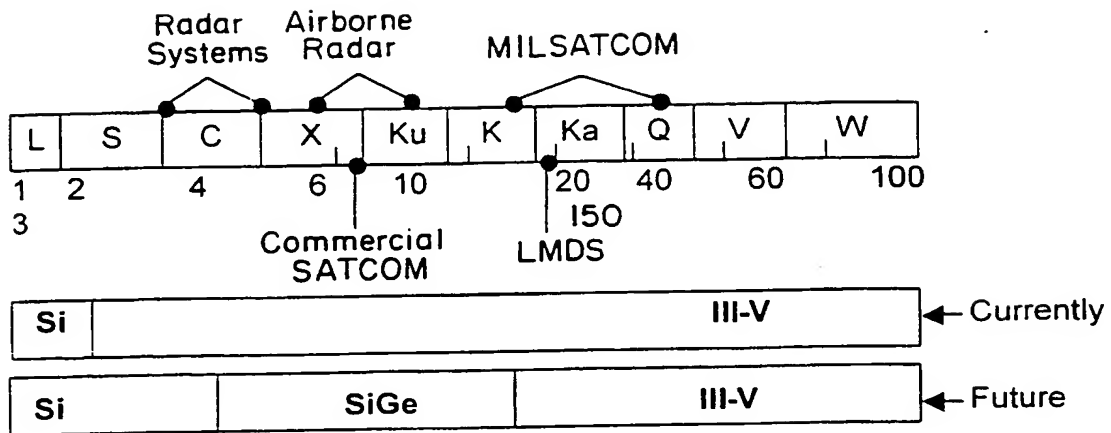 Radar Systems
Airborne Radar
MILSATCOM
L S C X Ku K Ka Q V W
1 2 4 6 10 20 40 60 100
3 150
Commercial SATCOM
LMDS
Si III-V Currently
Si SiGe III-V Future